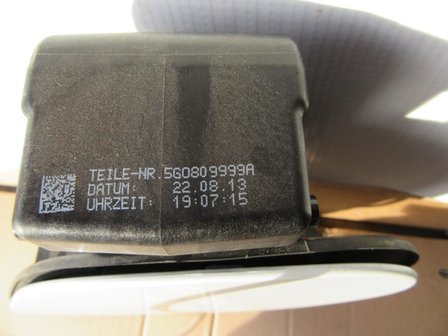 TEILE-NR.5G0809999A
DATUM: 22.08.13
UHRZEIT: 19:07:15